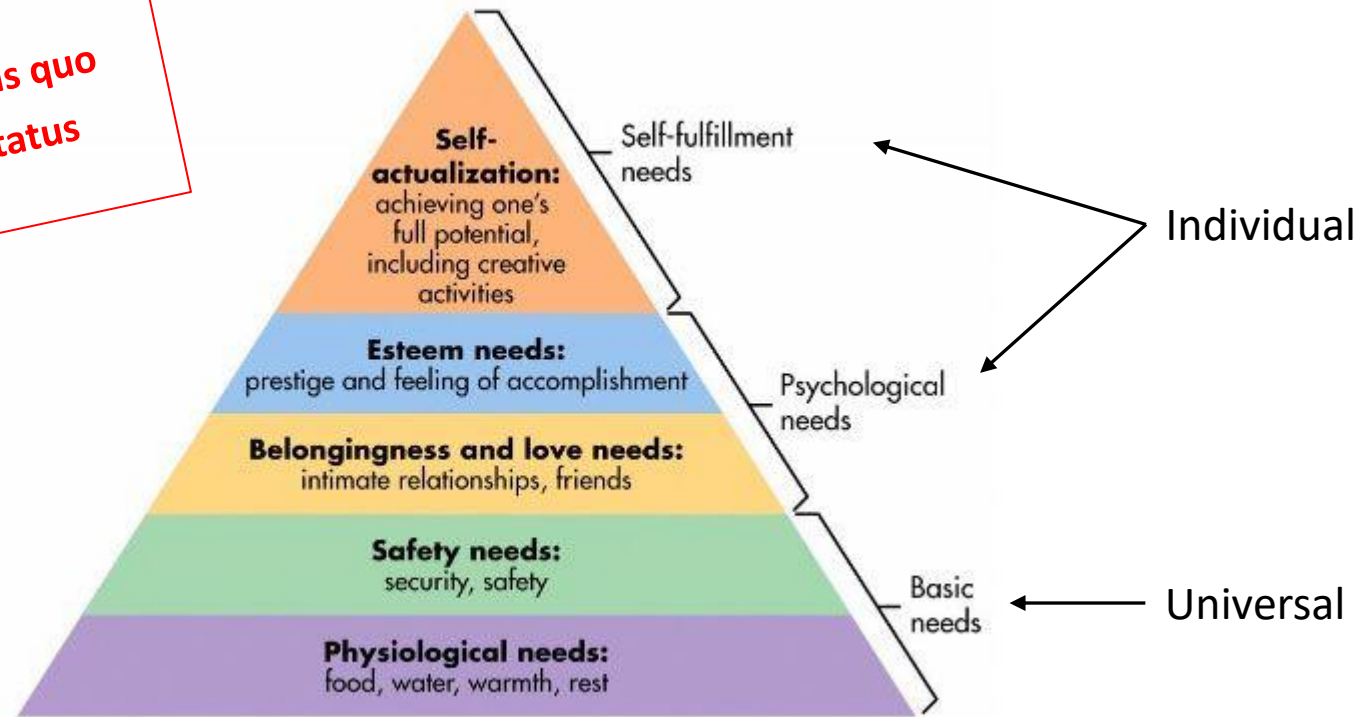 quo
Self-
actualization:
achieving one's
full potential,
including creative
activities
Self-fulfillment
needs
Individual
Esteem needs:
prestige and feeling of accomplishment
Psychological
needs
Belongingness and love needs:
intimate relationships, friends
Safety needs:
security, safety
Basic
needs
Universal
Physiological needs:
food, water, warmth, rest